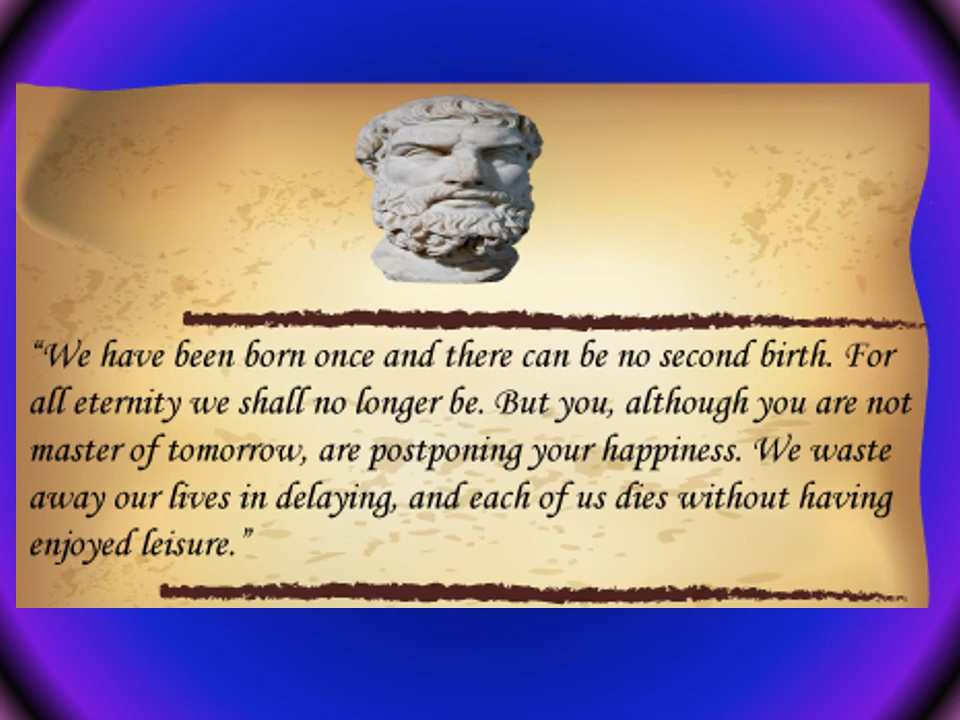 “We have been born once and there can be no second birth. For
all eternity we shall no longer be. But you, although you are not
master of tomorrow, are postponing your happiness. We waste
away our lives in delaying, and each of us dies without having
enjoyed leisure.”